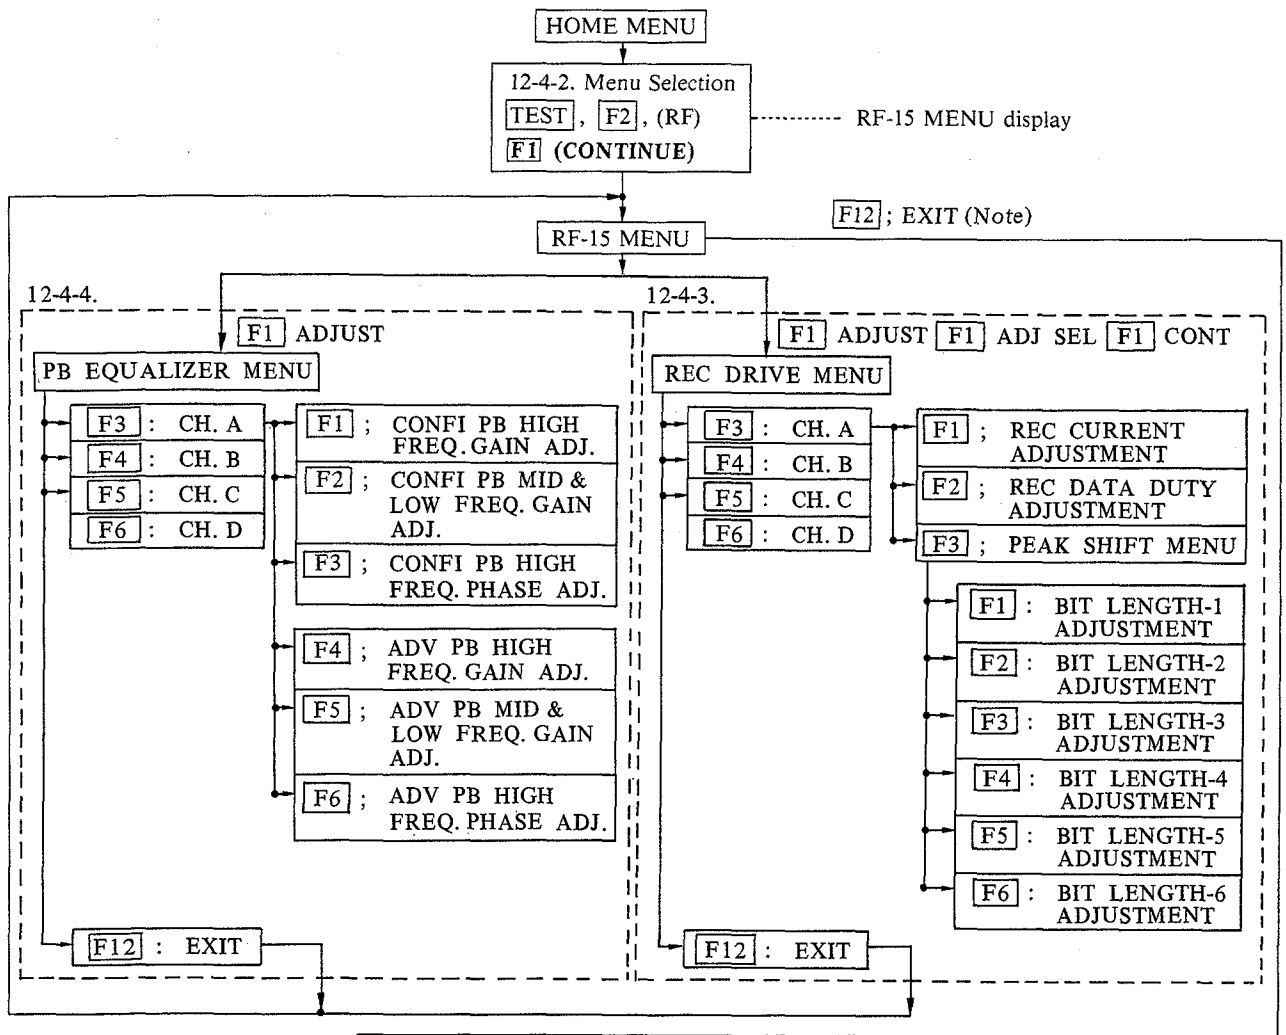 HOME MENU
12-4-2. Menu Selection
TEST, F2, (RF)
F1 (CONTINUE)
RF-15 MENU display
F12; EXIT (Note)
RF-15 MENU
12-4-4.
F1 ADJUST
PB EQUALIZER MENU
F3 : CH. A
F4 : CH. B
F5 : CH. C
F6 : CH. D
F1 ; CONFI PB HIGH
FREQ. GAIN ADJ.
F2 ; CONFI PB MID &
LOW FREQ. GAIN
ADJ.
F3 ; CONFI PB HIGH
FREQ. PHASE ADJ.
F4 ; ADV PB HIGH
FREQ. GAIN ADJ.
F5 ; ADV PB MID &
LOW FREQ. GAIN
ADJ.
F6 ; ADV PB HIGH
FREQ. PHASE ADJ.
F12 : EXIT
12-4-3.
F1 ADJUST F1 ADJ SEL F1 CONT
REC DRIVE MENU
F3 : CH. A
F4 : CH. B
F5 : CH. C
F6 : CH. D
F1 ; REC CURRENT
ADJUSTMENT
F2 ; REC DATA DUTY
ADJUSTMENT
F3 ; PEAK SHIFT MENU
F1 : BIT LENGTH-1
ADJUSTMENT
F2 : BIT LENGTH-2
ADJUSTMENT
F3 : BIT LENGTH-3
ADJUSTMENT
F4 : BIT LENGTH-4
ADJUSTMENT
F5 : BIT LENGTH-5
ADJUSTMENT
F6 : BIT LENGTH-6
ADJUSTMENT
F12 : EXIT